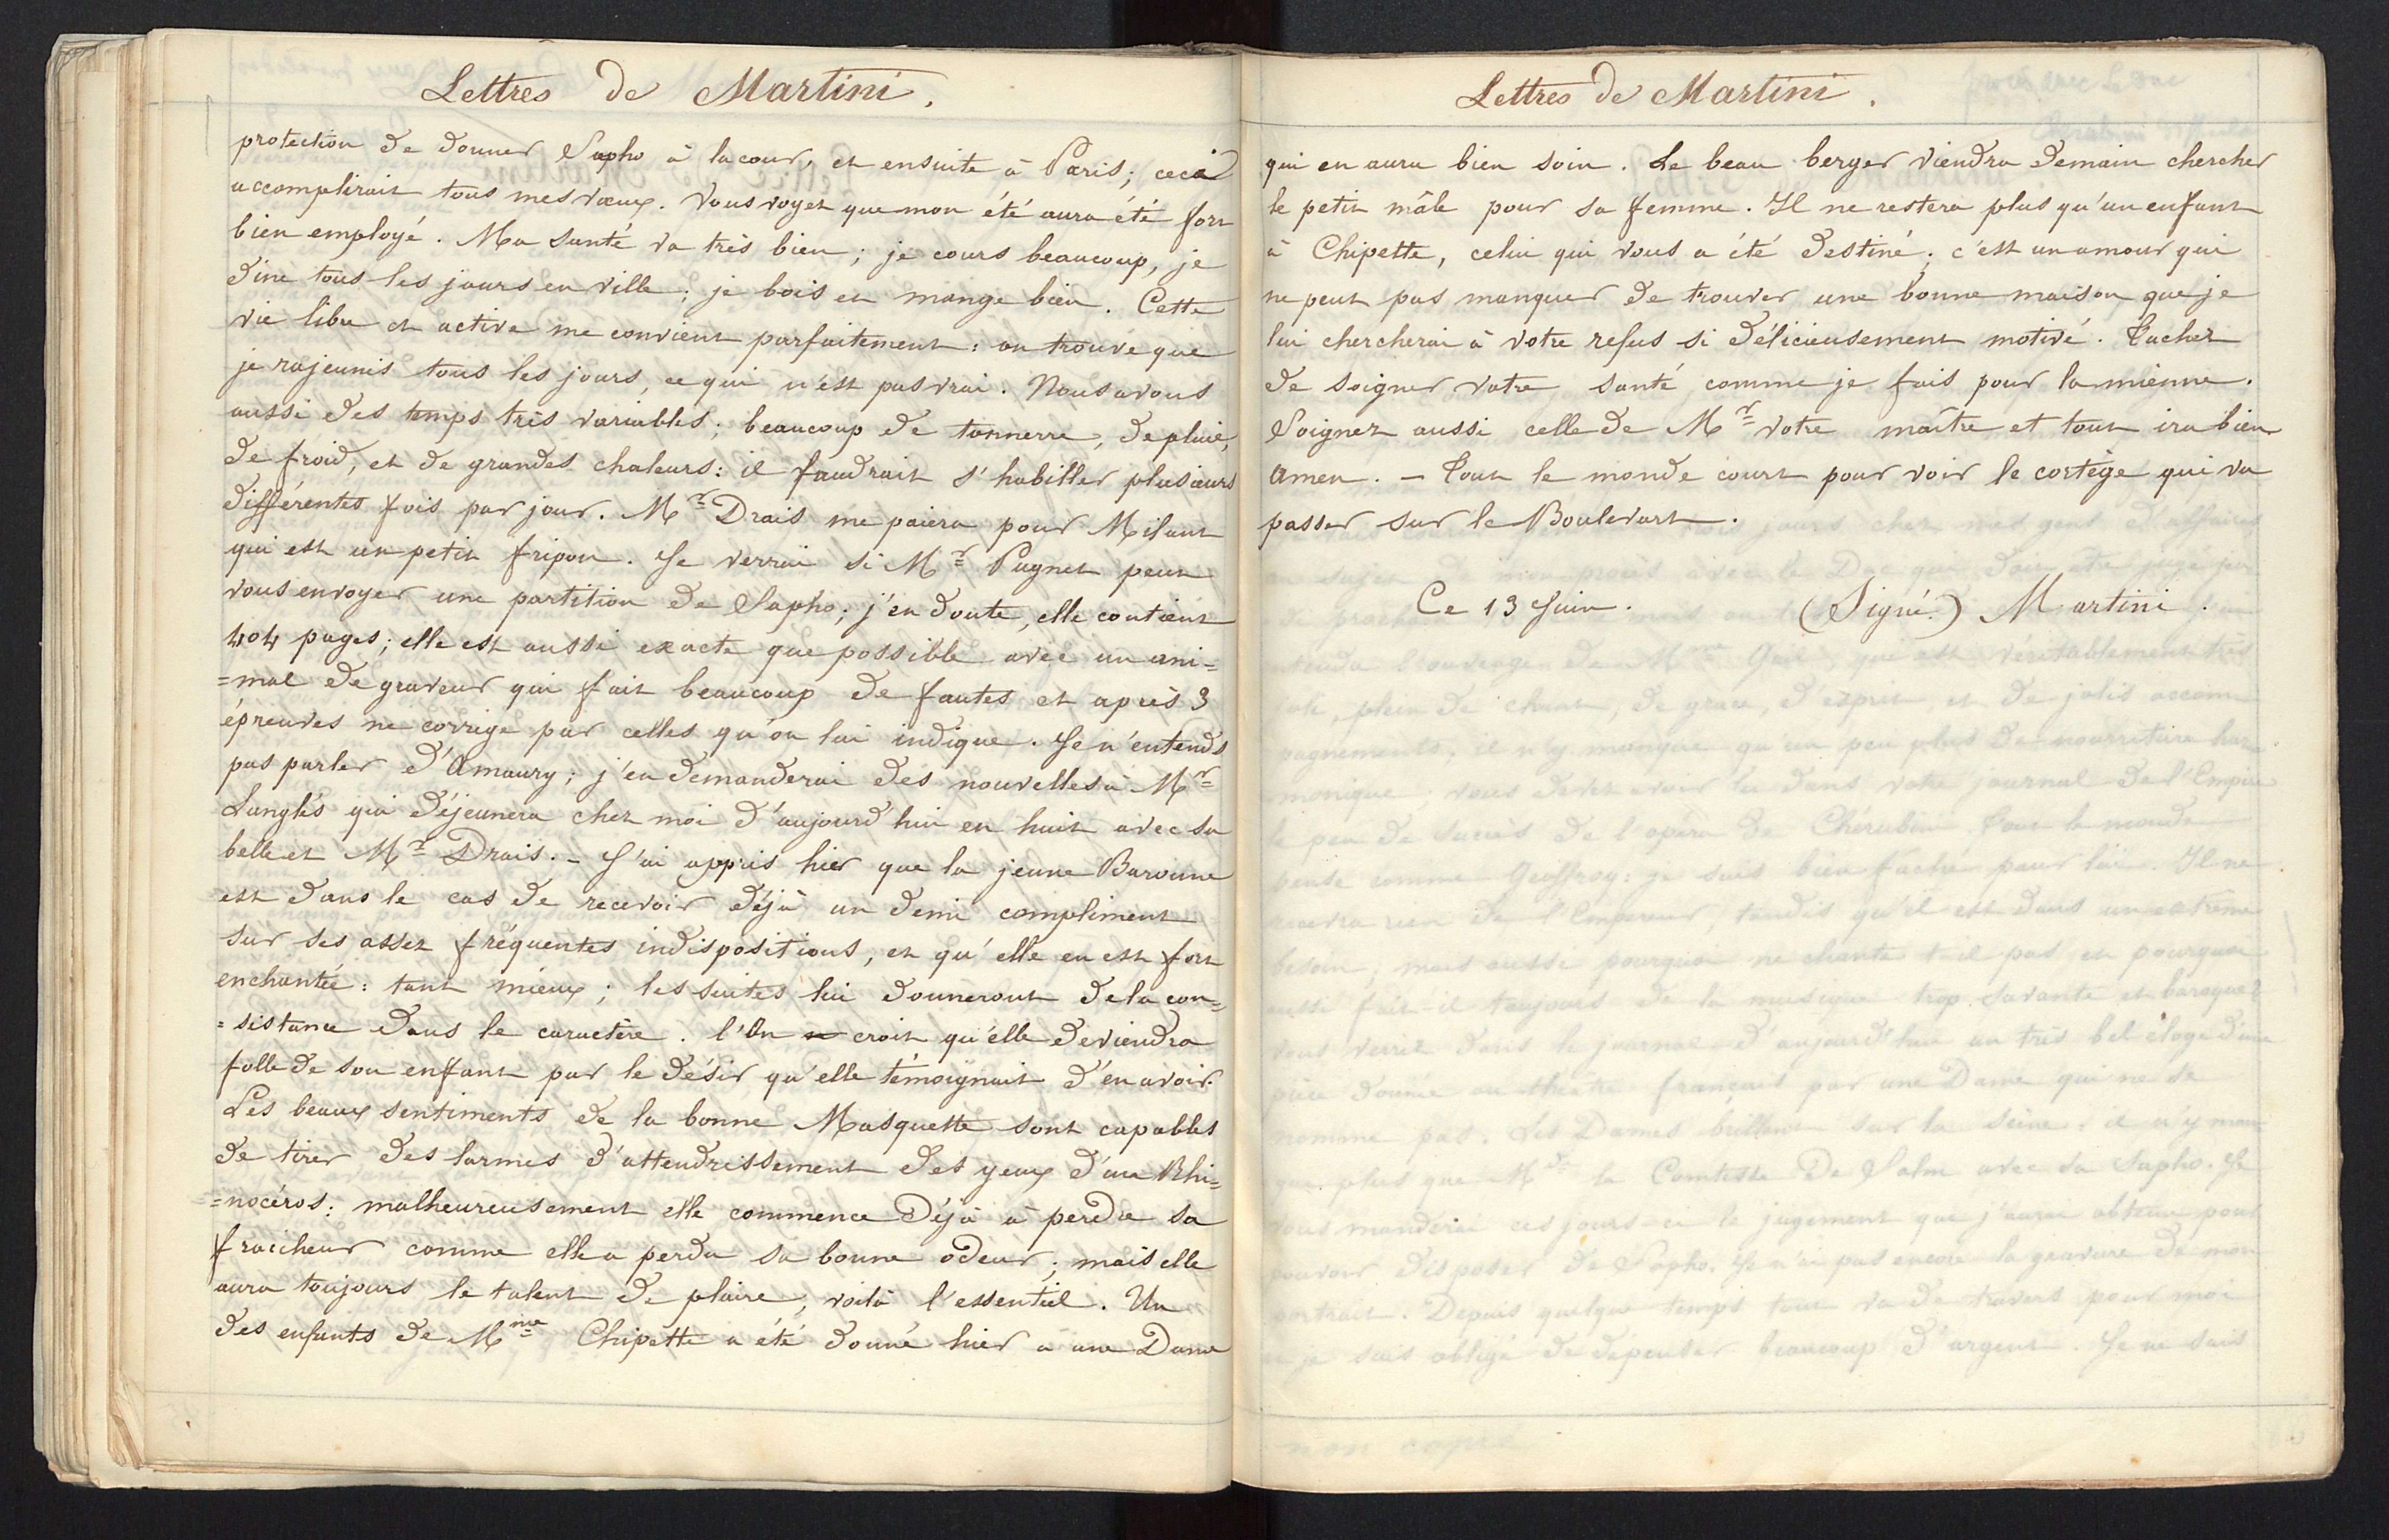 Lettres de Martini.
protection de donner Sapho à la cour, et ensuite à Paris; ceci
accomplirait tous mes vœux. Vous voyez que mon été aura été fort
bien employé. Ma santé va très bien; je cours beaucoup, je
dîne tous les jours en ville; je bois et mange bien. Cette
vie libre et active me convient parfaitement: on trouve que
je rajeunis tous les jours, ce qui n'est pas vrai. Nous avons
aussi des temps très variables; beaucoup de tonnerre, de pluie,
de froid, et de grandes chaleurs: il faudrait s'habiller plusieurs
différentes fois par jour. Mr Drais me paiera pour Milant
qui est un petit fripon. Je verrai si Mr Pugnet peut
vous envoyer une partition de Sapho; j'en doute, elle contient
404 pages; elle est aussi exacte que possible avec un ani=
=mal de graveur qui fait beaucoup de fautes et après 3
épreuves ne corrige par celles qu'on lui indique. Je n'entends
pas parler d'Amaury; j'en demanderai des nouvelles à Mr
Langlès qui déjeunera chez moi d'aujourd'hui en huit avec sa
belle et Mr Drais. - J'ai appris hier que la jeune Baronne
est dans le cas de recevoir déjà un demi compliment
sur ses assez fréquentes indispositions, et qu'elle en est fort
enchantée: tant mieux; les suites lui donneront de la con=
=sistance dans le caractère. l'On croit qu'elle deviendra
folle de son enfant par le désir qu'elle témoignait d'en avoir.
Les beaux sentiments de la bonne Masquette sont capables
de tirer des larmes d'attendrissement des yeux d'un Rhi=
=nocéros: malheureusement elle commence déjà à perdre sa
fraîcheur comme elle a perdu sa bonne odeur; mais elle
aura toujours le talent de plaire, voilà l'essentiel. Un
des enfants de Mme Chipette a été donné hier à une Dame
Lettres de Martini.
qui en aura bien soin. Le beau berger viendra demain chercher
le petit mâle pour sa femme. Il ne restera plus qu'un enfant
à Chipette, celui qui vous a été destiné; c'est un amour qui
ne peut pas manquer de trouver une bonne maison que je
lui chercherai à votre refus si délicieusement motivé. Tachez
de soigner votre santé comme je fais pour la mienne.
Soignez aussi celle de Mr votre maître et tout ira bien
amen. - Tout le monde court pour voir le cortège qui va
passer sur le Boulevart.
Ce 13 Juin. (Signé) Martini.